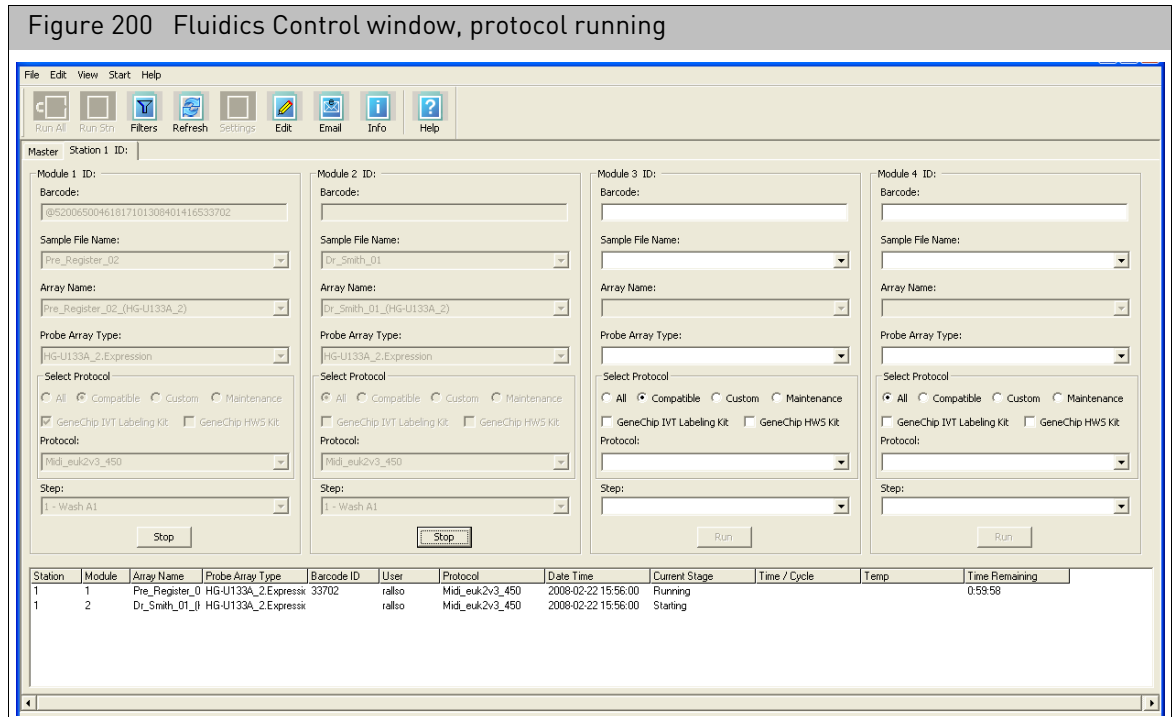 Figure 200 Fluidics Control window, protocol running
File Edit View Start Help
Run All Run Stn Filters Refresh Settings Edit Email Info Help
Master Station 1 ID:
Module 1 ID:
Barcode:
@52006500461817101308401416533702
Sample File Name:
Pre_Register_02
Array Name:
Pre_Register_02_(HG-U133A_2)
Probe Array Type:
HG-U133A_2.Expression
Select Protocol
All Compatible Custom Maintenance
GeneChip IVT Labeling Kit GeneChip HWS Kit
Protocol:
Midi_euk2v3_450
Step:
1 - Wash A1
Stop
Module 2 ID:
Barcode:
Sample File Name:
Dr_Smith_01
Array Name:
Dr_Smith_01_(HG-U133A_2)
Probe Array Type:
HG-U133A_2.Expression
Select Protocol
All Compatible Custom Maintenance
GeneChip IVT Labeling Kit GeneChip HWS Kit
Protocol:
Midi_euk2v3_450
Step:
1 - Wash A1
Stop
Module 3 ID:
Barcode:
Sample File Name:
Array Name:
Probe Array Type:
Select Protocol
All Compatible Custom Maintenance
GeneChip IVT Labeling Kit GeneChip HWS Kit
Protocol:
Step:
Run
Module 4 ID:
Barcode:
Sample File Name:
Array Name:
Probe Array Type:
Select Protocol
All Compatible Custom Maintenance
GeneChip IVT Labeling Kit GeneChip HWS Kit
Protocol:
Step:
Run
Station Module Array Name Probe Array Type Barcode ID User Protocol Date Time Current Stage Time / Cycle Temp Time Remaining
1 1 Pre_Register_0 HG-U133A_2.Expressic 33702 rallso Midi_euk2v3_450 2008-02-22 15:56:00 Running 0:59:58
1 2 Dr_Smith_01_(H HG-U133A_2.Expressic rallso Midi_euk2v3_450 2008-02-22 15:56:00 Starting